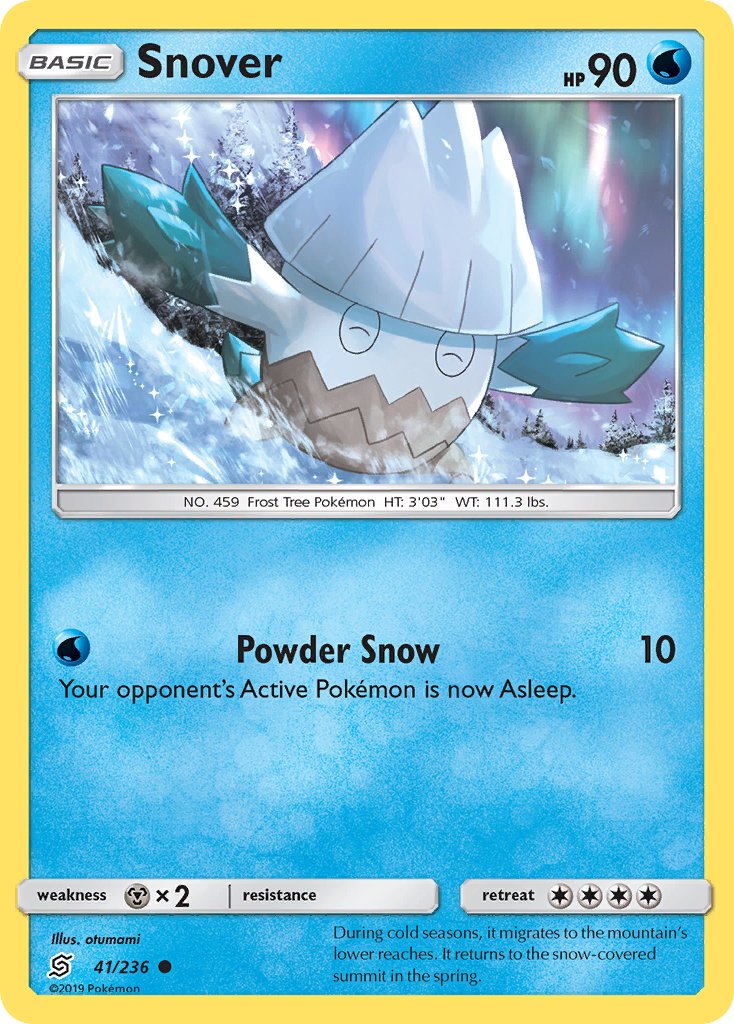 BASIC Snover HP 90
NO. 459 Frost Tree Pokémon HT: 3'03" WT: 111.3 lbs.
Powder Snow 10
Your opponent's Active Pokémon is now Asleep.
weakness ×2 resistance retreat
Illus. otumami
41/236
©2019 Pokémon
During cold seasons, it migrates to the mountain's
lower reaches. It returns to the snow-covered
summit in the spring.